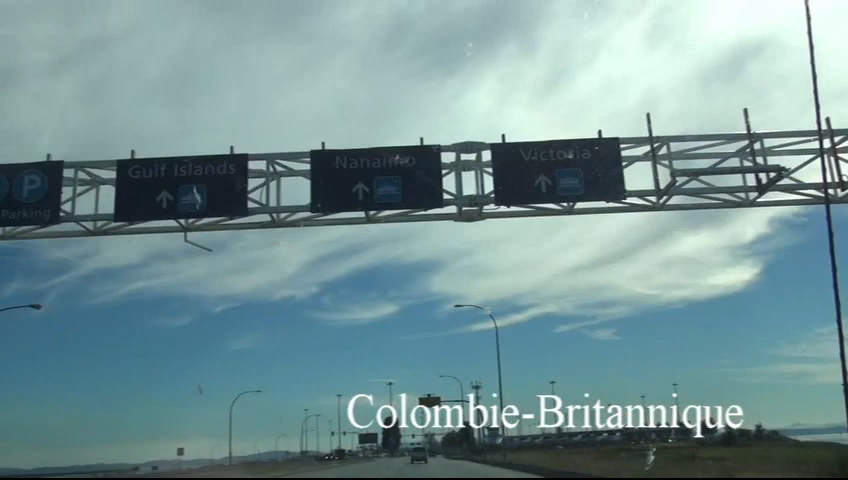 P
Parking
Gulf Islands
Nanaimo
Victoria
Colombie-Britannique